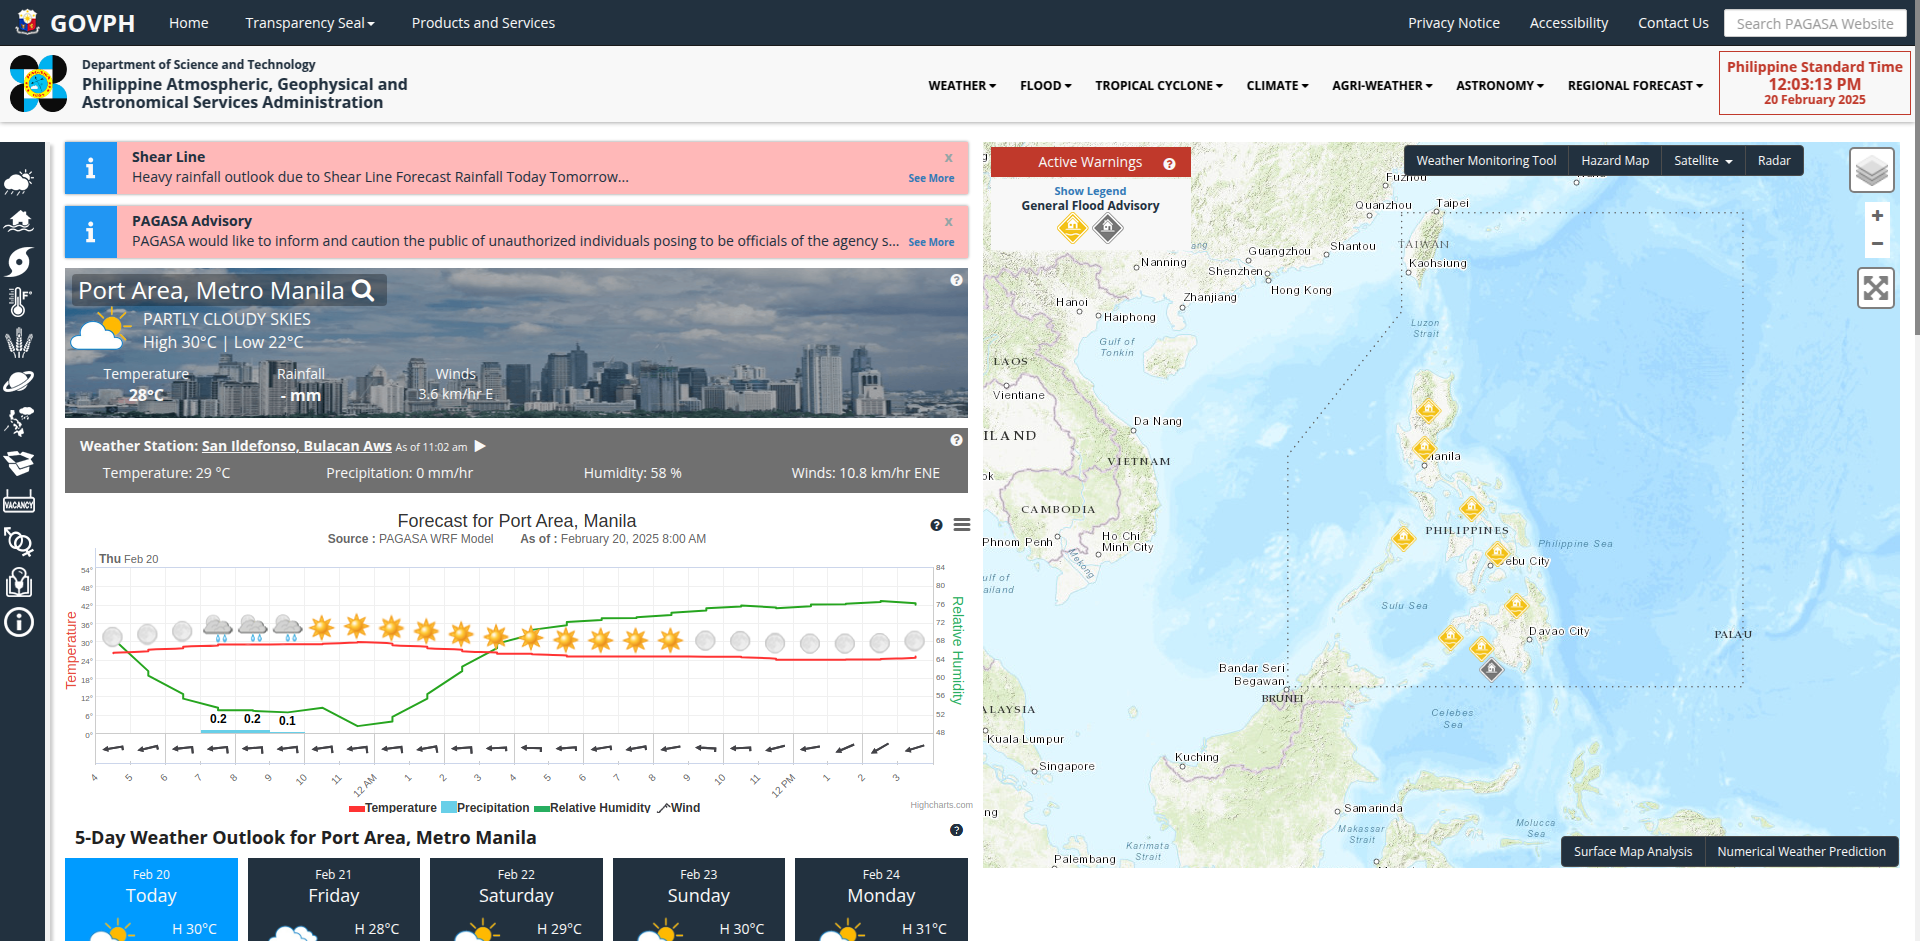 GOVPH
Home
Transparency Seal
Products and Services
Privacy Notice
Accessibility
Contact Us
Search PAGASA Website
Department of Science and Technology
Philippine Atmospheric, Geophysical and
Astronomical Services Administration
WEATHER
FLOOD
TROPICAL CYCLONE
CLIMATE
AGRI-WEATHER
ASTRONOMY
REGIONAL FORECAST
Philippine Standard Time
12:03:13 PM
20 February 2025
Shear Line
x
Heavy rainfall outlook due to Shear Line Forecast Rainfall Today Tomorrow...
See More
PAGASA Advisory
x
PAGASA would like to inform and caution the public of unauthorized individuals posing to be officials of the agency s...
See More
Port Area, Metro Manila
PARTLY CLOUDY SKIES
High 30°C | Low 22°C
Temperature
28°C
Rainfall
- mm
Winds
3.6 km/hr E
Weather Station: San Ildefonso, Bulacan Aws As of 11:02 am
Temperature: 29 °C
Precipitation: 0 mm/hr
Humidity: 58 %
Winds: 10.8 km/hr ENE
Forecast for Port Area, Manila
Source : PAGASA WRF Model
As of : February 20, 2025 8:00 AM
Thu Feb 20
Temperature
54°
48°
42°
36°
30°
24°
18°
12°
6°
0°
84
80
76
72
68
64
60
56
52
48
Relative Humidity
0.2
0.2
0.1
4
5
6
7
8
9
10
11
12 AM
1
2
3
4
5
6
7
8
9
10
11
12 PM
1
2
3
Temperature
Precipitation
Relative Humidity
Wind
Highcharts.com
5-Day Weather Outlook for Port Area, Metro Manila
Feb 20
Today
H 30°C
Feb 21
Friday
H 28°C
Feb 22
Saturday
H 29°C
Feb 23
Sunday
H 30°C
Feb 24
Monday
H 31°C
VACANCY
Active Warnings
Show Legend
General Flood Advisory
Weather Monitoring Tool
Hazard Map
Satellite
Radar
+
−
Fuzhou
Quanzhou
Taipei
TAIWAN
Kaohsiung
Shantou
Guangzhou
Shenzhen
Hong Kong
Nanning
Zhanjiang
Hanoi
Haiphong
Gulf of
Tonkin
Luzon
Strait
LAOS
Vientiane
Da Nang
ILAND
VIETNAM
CAMBODIA
Phnom Penh
Ho Chi
Minh City
Mekong
ulf of
ailand
anila
PHILIPPINES
Philippine Sea
ebu City
Sulu Sea
Davao City
PALAU
Bandar Seri
Begawan
BRUNEI
ALAYSIA
Kuala Lumpur
Singapore
Kuching
Celebes
Sea
Samarinda
Makassar
Strait
Molucca
Sea
Karimata
Strait
Palembang
ng
Surface Map Analysis
Numerical Weather Prediction